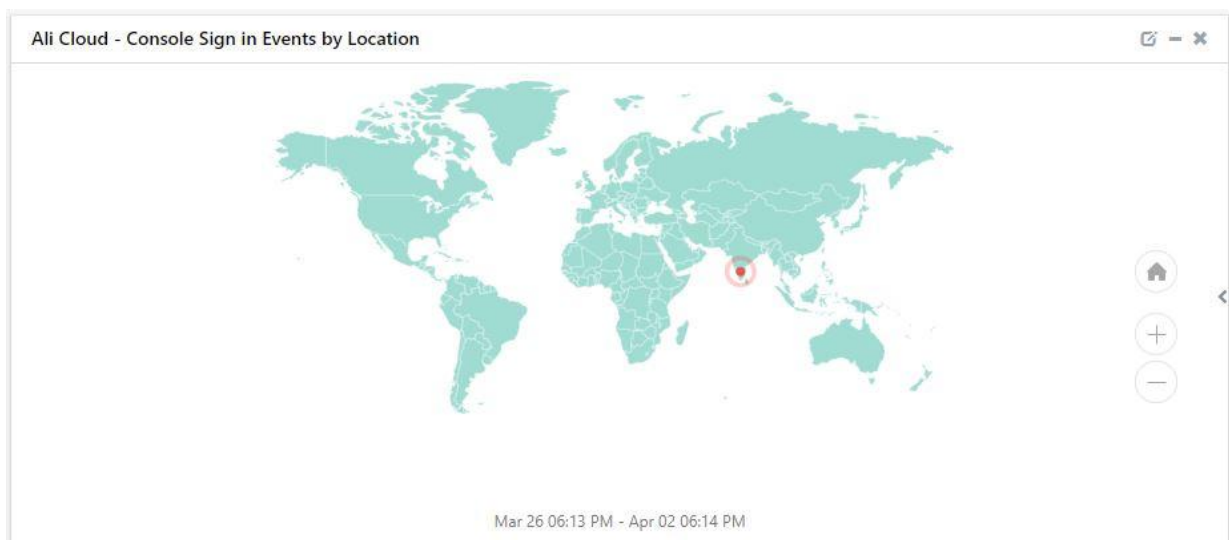 Ali Cloud - Console Sign in Events by Location
Mar 26 06:13 PM - Apr 02 06:14 PM